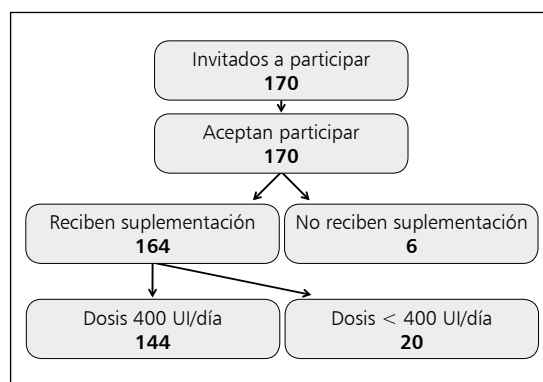 Invitados a participar
170
Aceptan participar
170
Reciben suplementación
164
No reciben suplementación
6
Dosis 400 UI/día
144
Dosis < 400 UI/día
20